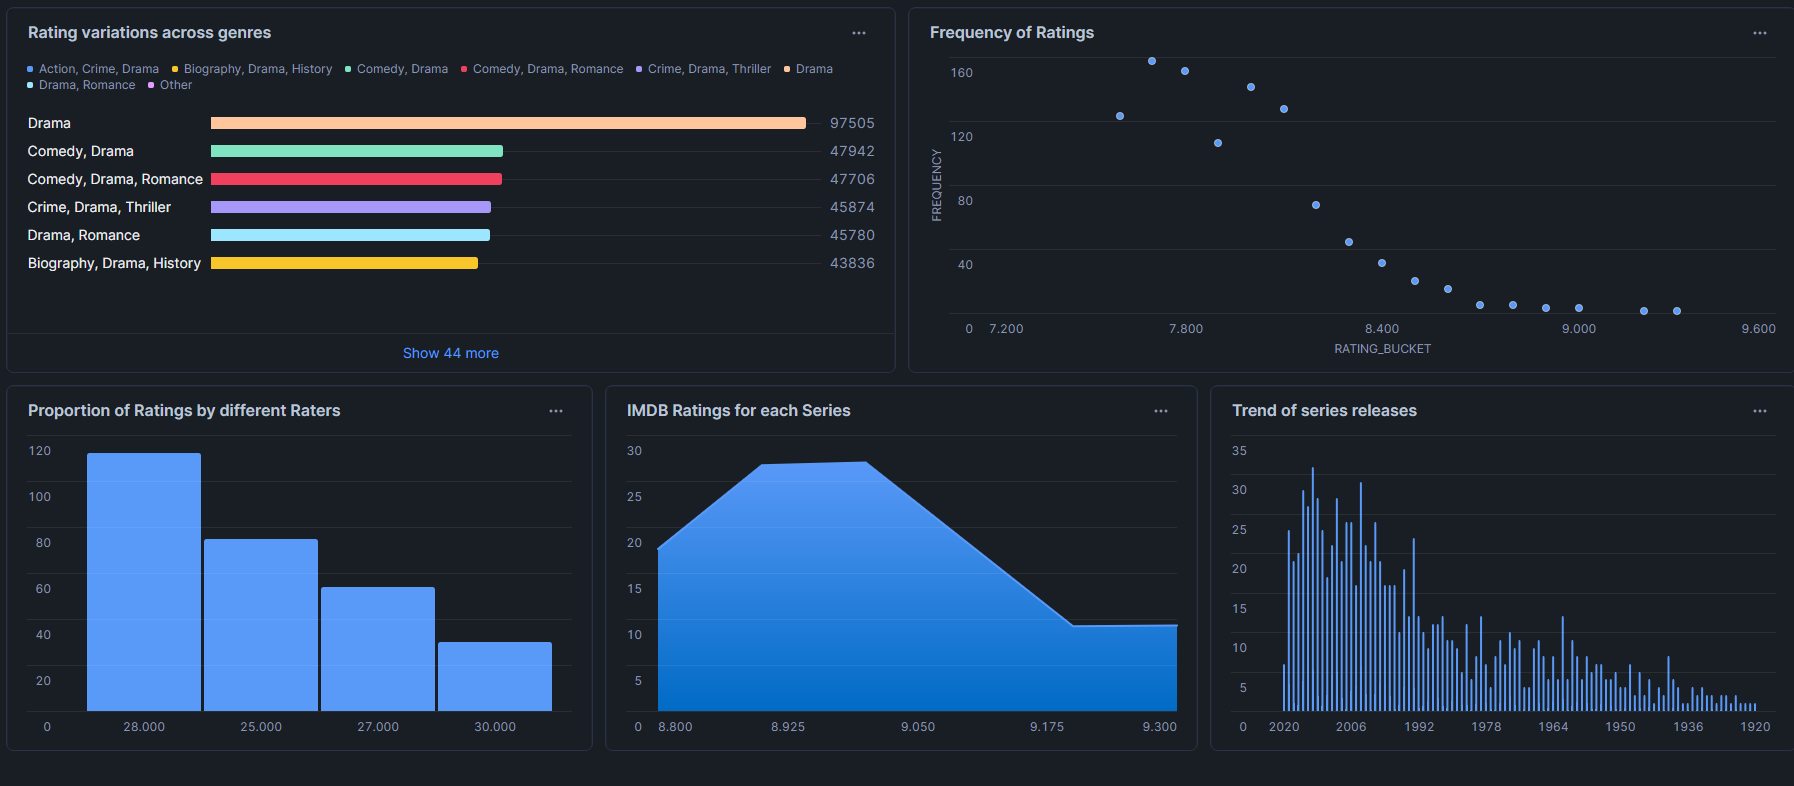 Rating variations across genres
Action, Crime, Drama Biography, Drama, History Comedy, Drama Comedy, Drama, Romance Crime, Drama, Thriller Drama
Drama, Romance Other
Drama 97505
Comedy, Drama 47942
Comedy, Drama, Romance 47706
Crime, Drama, Thriller 45874
Drama, Romance 45780
Biography, Drama, History 43836
Show 44 more
Frequency of Ratings
160
120
80
40
0
FREQUENCY
7.200 7.800 8.400 9.000 9.600
RATING_BUCKET
Proportion of Ratings by different Raters
120
100
80
60
40
20
0
28.000 25.000 27.000 30.000
IMDB Ratings for each Series
30
25
20
15
10
5
0
8.800 8.925 9.050 9.175 9.300
Trend of series releases
35
30
25
20
15
10
5
0
2020 2006 1992 1978 1964 1950 1936 1920